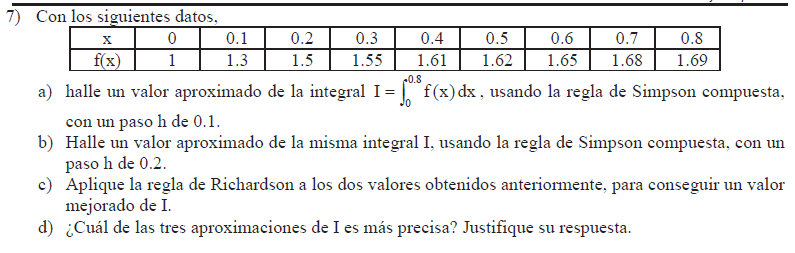 7) Con los siguientes datos,
x 0 0.1 0.2 0.3 0.4 0.5 0.6 0.7 0.8
f(x) 1 1.3 1.5 1.55 1.61 1.62 1.65 1.68 1.69
a) halle un valor aproximado de la integral I = ∫₀^0.8 f(x) dx , usando la regla de Simpson compuesta,
con un paso h de 0.1.
b) Halle un valor aproximado de la misma integral I, usando la regla de Simpson compuesta, con un
paso h de 0.2.
c) Aplique la regla de Richardson a los dos valores obtenidos anteriormente, para conseguir un valor
mejorado de I.
d) ¿Cuál de las tres aproximaciones de I es más precisa? Justifique su respuesta.